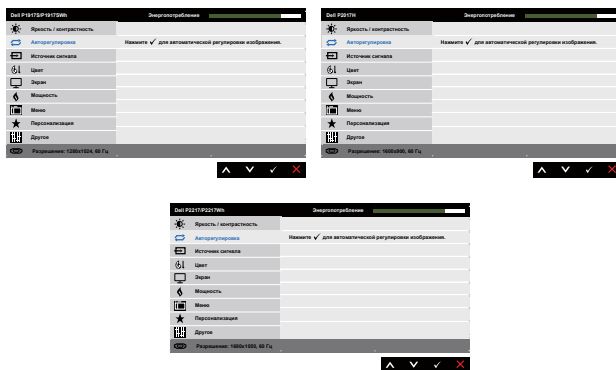 Dell P1917S/P1917SWh Энергопотребление
Яркость / контрастность
Авторегулировка Нажмите ✓ для автоматической регулировки изображения.
Источник сигнала
Цвет
Экран
Мощность
Меню
Персонализация
Другое
Разрешение: 1280x1024, 60 Гц
Dell P2017H Энергопотребление
Яркость / контрастность
Авторегулировка Нажмите ✓ для автоматической регулировки изображения.
Источник сигнала
Цвет
Экран
Мощность
Меню
Персонализация
Другое
Разрешение: 1600x900, 60 Гц
Dell P2217/P2217Wh Энергопотребление
Яркость / контрастность
Авторегулировка Нажмите ✓ для автоматической регулировки изображения.
Источник сигнала
Цвет
Экран
Мощность
Меню
Персонализация
Другое
Разрешение: 1680x1050, 60 Гц